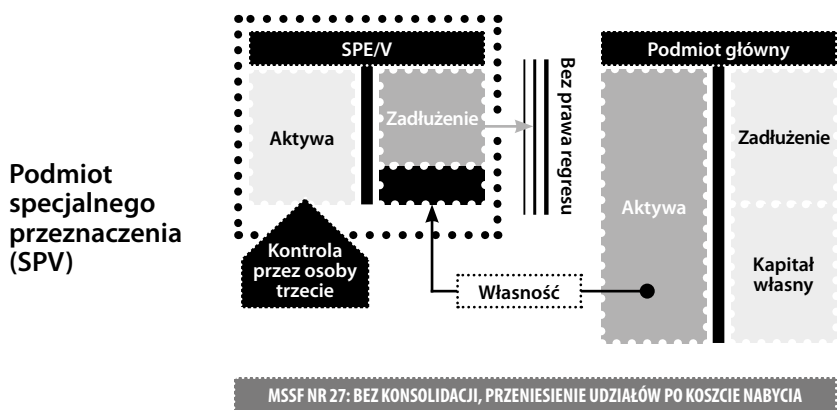 Podmiot
specjalnego
przeznaczenia
(SPV)
SPE/V
Aktywa
Zadłużenie
Kontrola
przez osoby
trzecie
Bez prawa regresu
Własność
Podmiot główny
Aktywa
Zadłużenie
Kapitał
własny
MSSF NR 27: BEZ KONSOLIDACJI, PRZENIESIENIE UDZIAŁÓW PO KOSZCIE NABYCIA